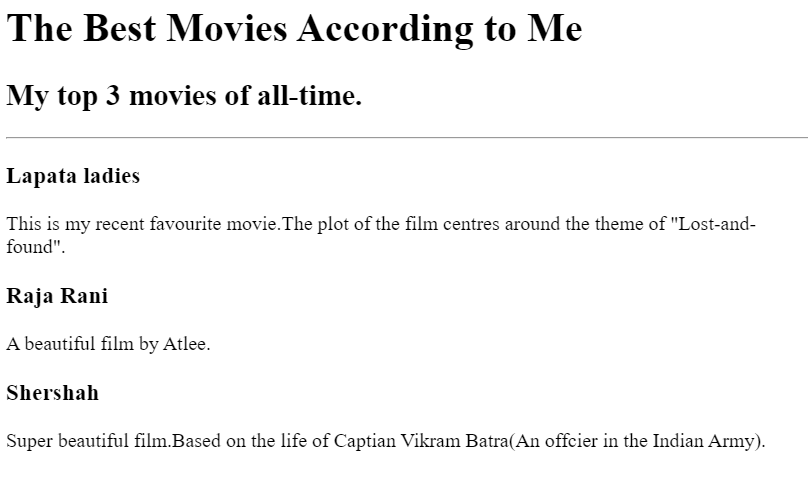 The Best Movies According to Me
My top 3 movies of all-time.
Lapata ladies
This is my recent favourite movie.The plot of the film centres around the theme of "Lost-and-
found".
Raja Rani
A beautiful film by Atlee.
Shershah
Super beautiful film.Based on the life of Captian Vikram Batra(An offcier in the Indian Army).